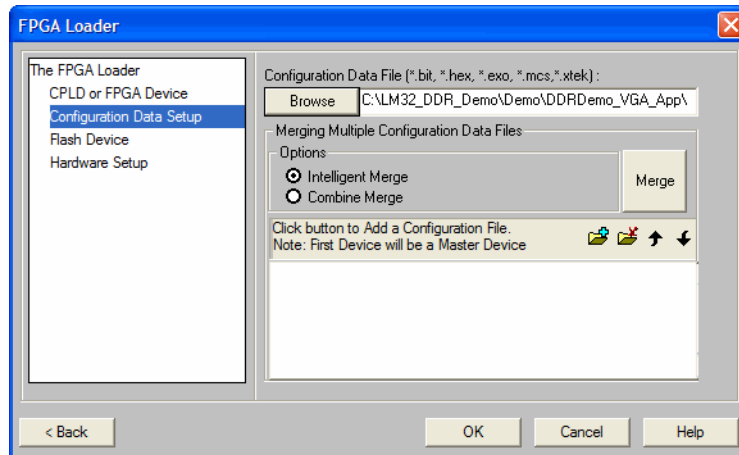 FPGA Loader
The FPGA Loader
CPLD or FPGA Device
Configuration Data Setup
Flash Device
Hardware Setup
Configuration Data File (*.bit, *.hex, *.exo, *.mcs,*.xtek) :
Browse
C:\LM32_DDR_Demo\Demo\DDRDemo_VGA_App\
Merging Multiple Configuration Data Files
Options
Intelligent Merge
Combine Merge
Merge
Click button to Add a Configuration File.
Note: First Device will be a Master Device
< Back
OK
Cancel
Help